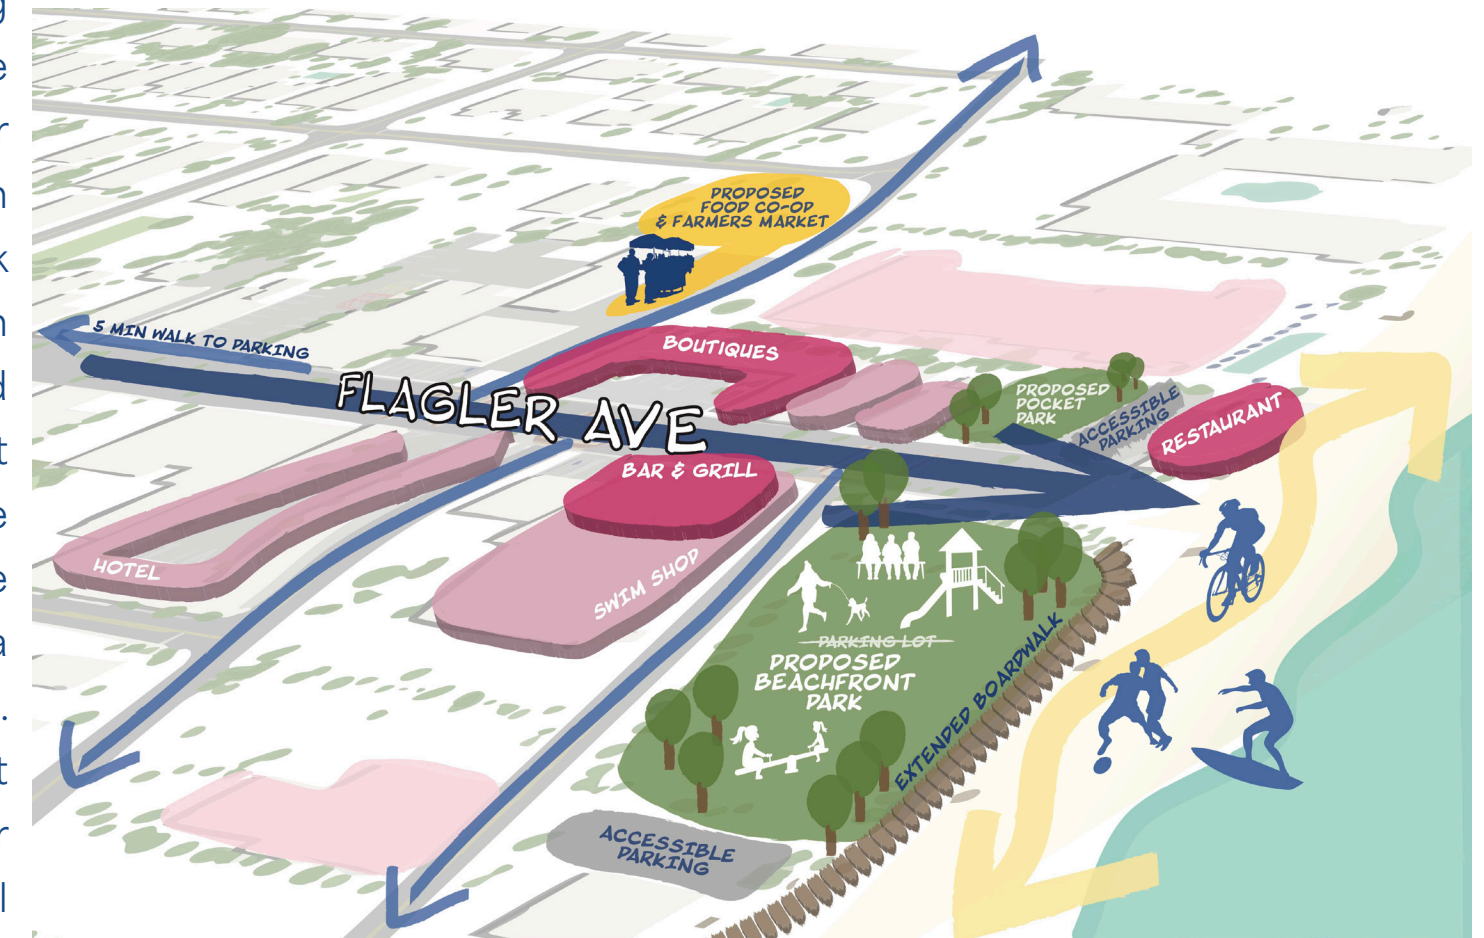 PROPOSED
FOOD CO-OP
& FARMERS MARKET
5 MIN WALK TO PARKING
BOUTIQUES
FLAGLER AVE
PROPOSED
POCKET
PARK
ACCESSIBLE
PARKING
RESTAURANT
BAR & GRILL
HOTEL
SWIM SHOP
PARKING LOT
PROPOSED
BEACHFRONT
PARK
EXTENDED BOARDWALK
ACCESSIBLE
PARKING